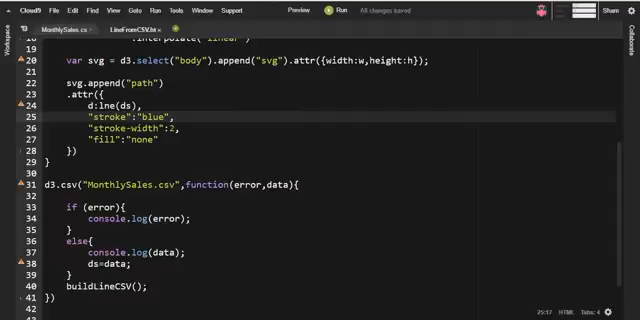 Cloud9 File Edit Find View Goto Run Tools Window Support Preview Run All changes saved Share
Workspace
MonthlySales.cs × LineFromCSV.ht ×
Collaborate
18 .interpolate("linear")
19
20 var svg = d3.select("body").append("svg").attr({width:w,height:h});
21
22 svg.append("path")
23 .attr({
24 d:lne(ds),
25 "stroke":"blue",
26 "stroke-width":2,
27 "fill":"none"
28 })
29 }
30
31 d3.csv("MonthlySales.csv",function(error,data){
32
33 if (error){
34 console.log(error);
35 }
36 else{
37 console.log(data);
38 ds=data;
39 }
40 buildLineCSV();
41 })
42
43
25:17 HTML Tabs: 4